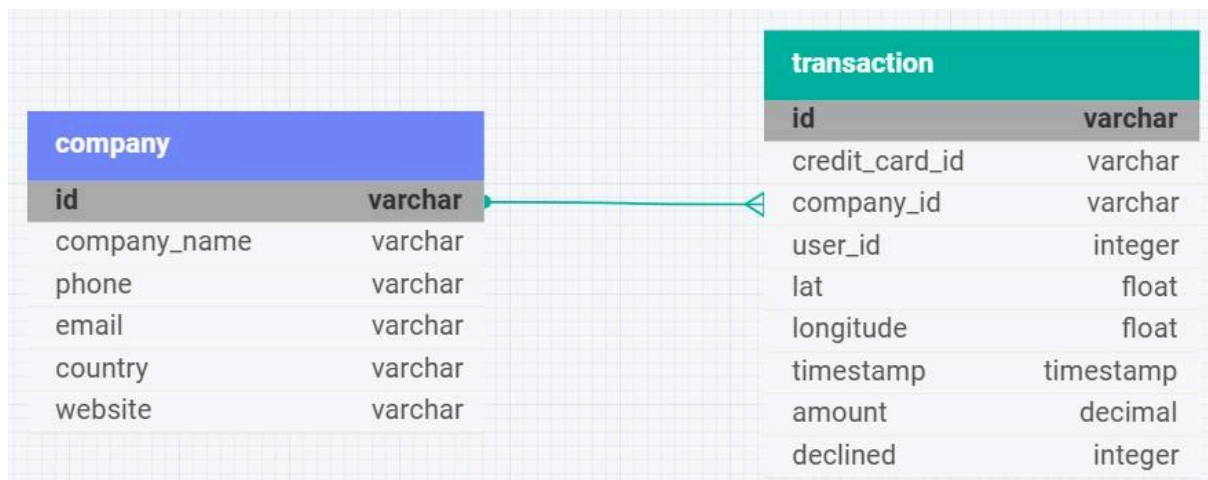 company
id varchar
company_name varchar
phone varchar
email varchar
country varchar
website varchar
transaction
id varchar
credit_card_id varchar
company_id varchar
user_id integer
lat float
longitude float
timestamp timestamp
amount decimal
declined integer